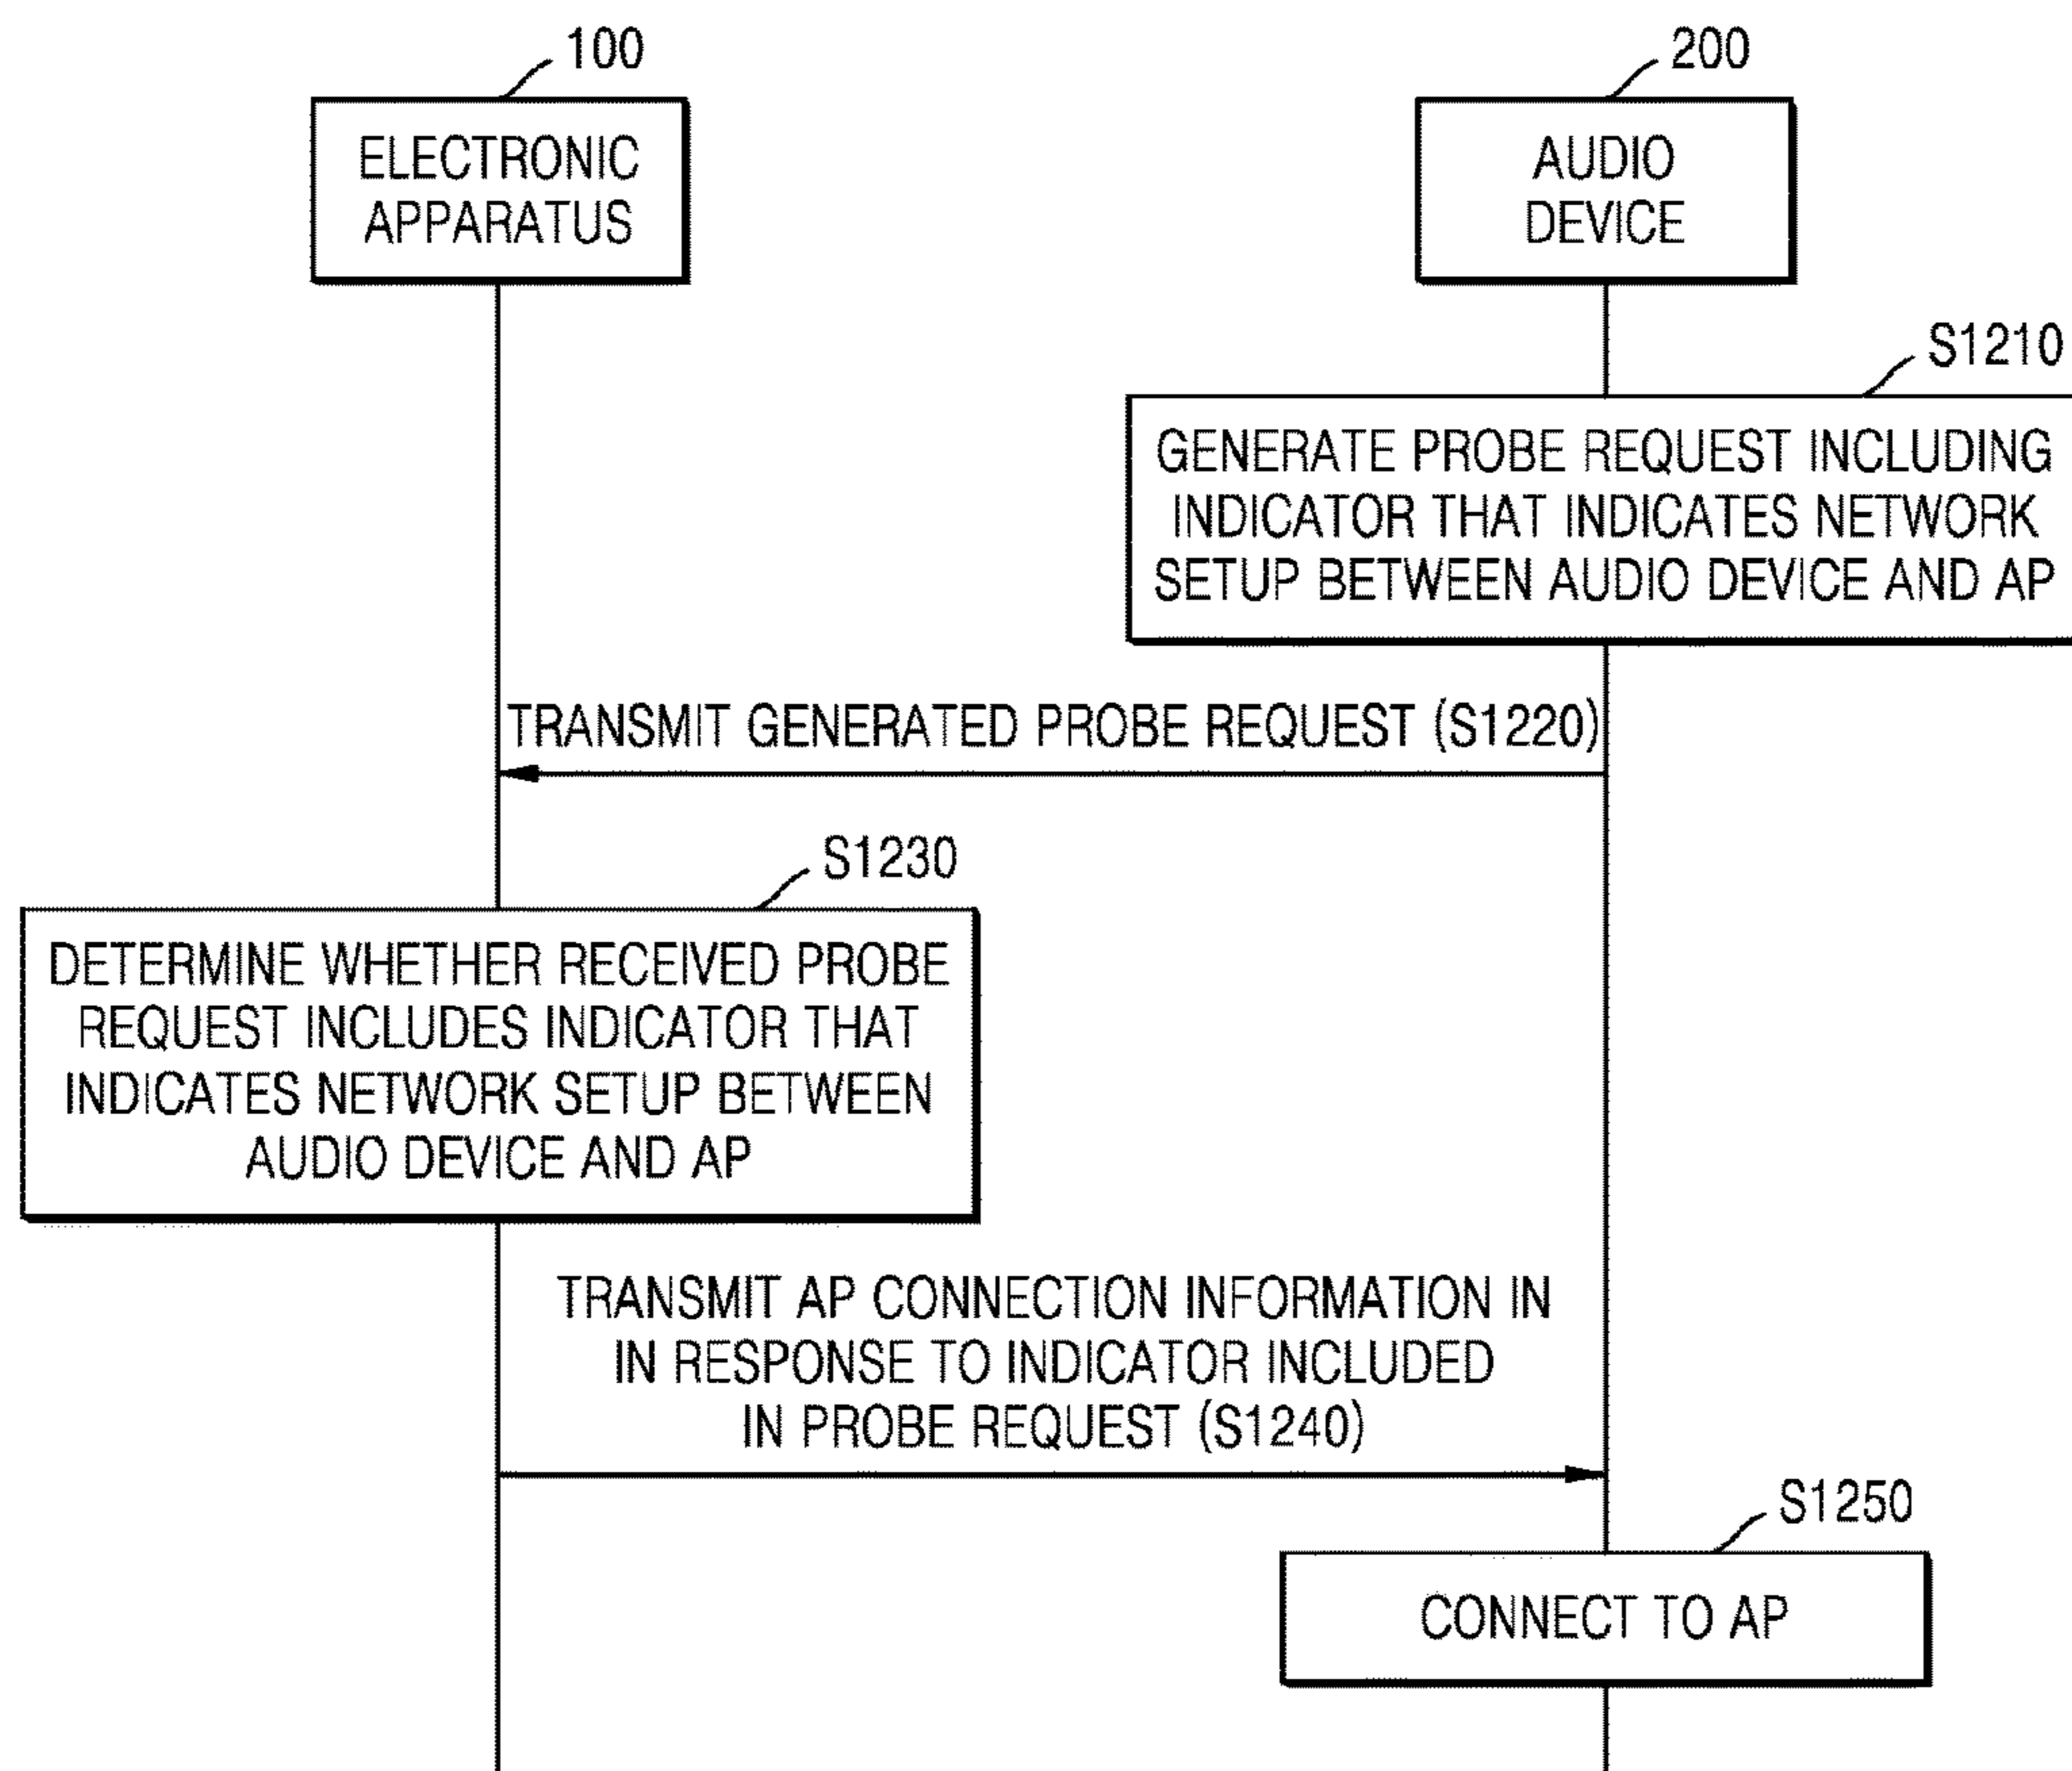 100
200
ELECTRONIC
APPARATUS
AUDIO
DEVICE
S1210
GENERATE PROBE REQUEST INCLUDING
INDICATOR THAT INDICATES NETWORK
SETUP BETWEEN AUDIO DEVICE AND AP
TRANSMIT GENERATED PROBE REQUEST (S1220)
S1230
DETERMINE WHETHER RECEIVED PROBE
REQUEST INCLUDES INDICATOR THAT
INDICATES NETWORK SETUP BETWEEN
AUDIO DEVICE AND AP
TRANSMIT AP CONNECTION INFORMATION IN
IN RESPONSE TO INDICATOR INCLUDED
IN PROBE REQUEST (S1240)
S1250
CONNECT TO AP